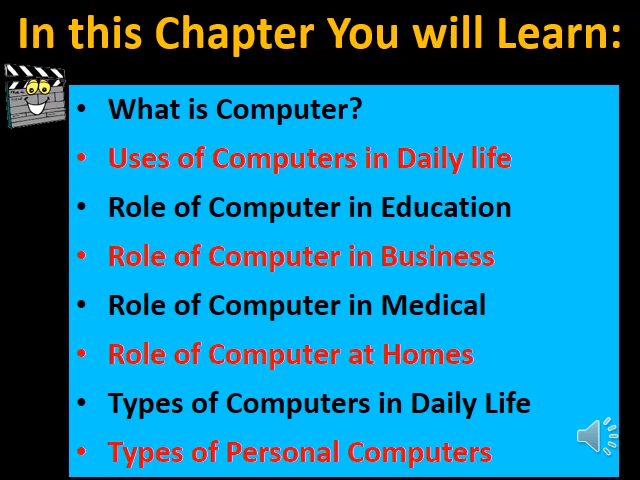 In this Chapter You will Learn:
• What is Computer?
• Uses of Computers in Daily life
• Role of Computer in Education
• Role of Computer in Business
• Role of Computer in Medical
• Role of Computer at Homes
• Types of Computers in Daily Life
• Types of Personal Computers